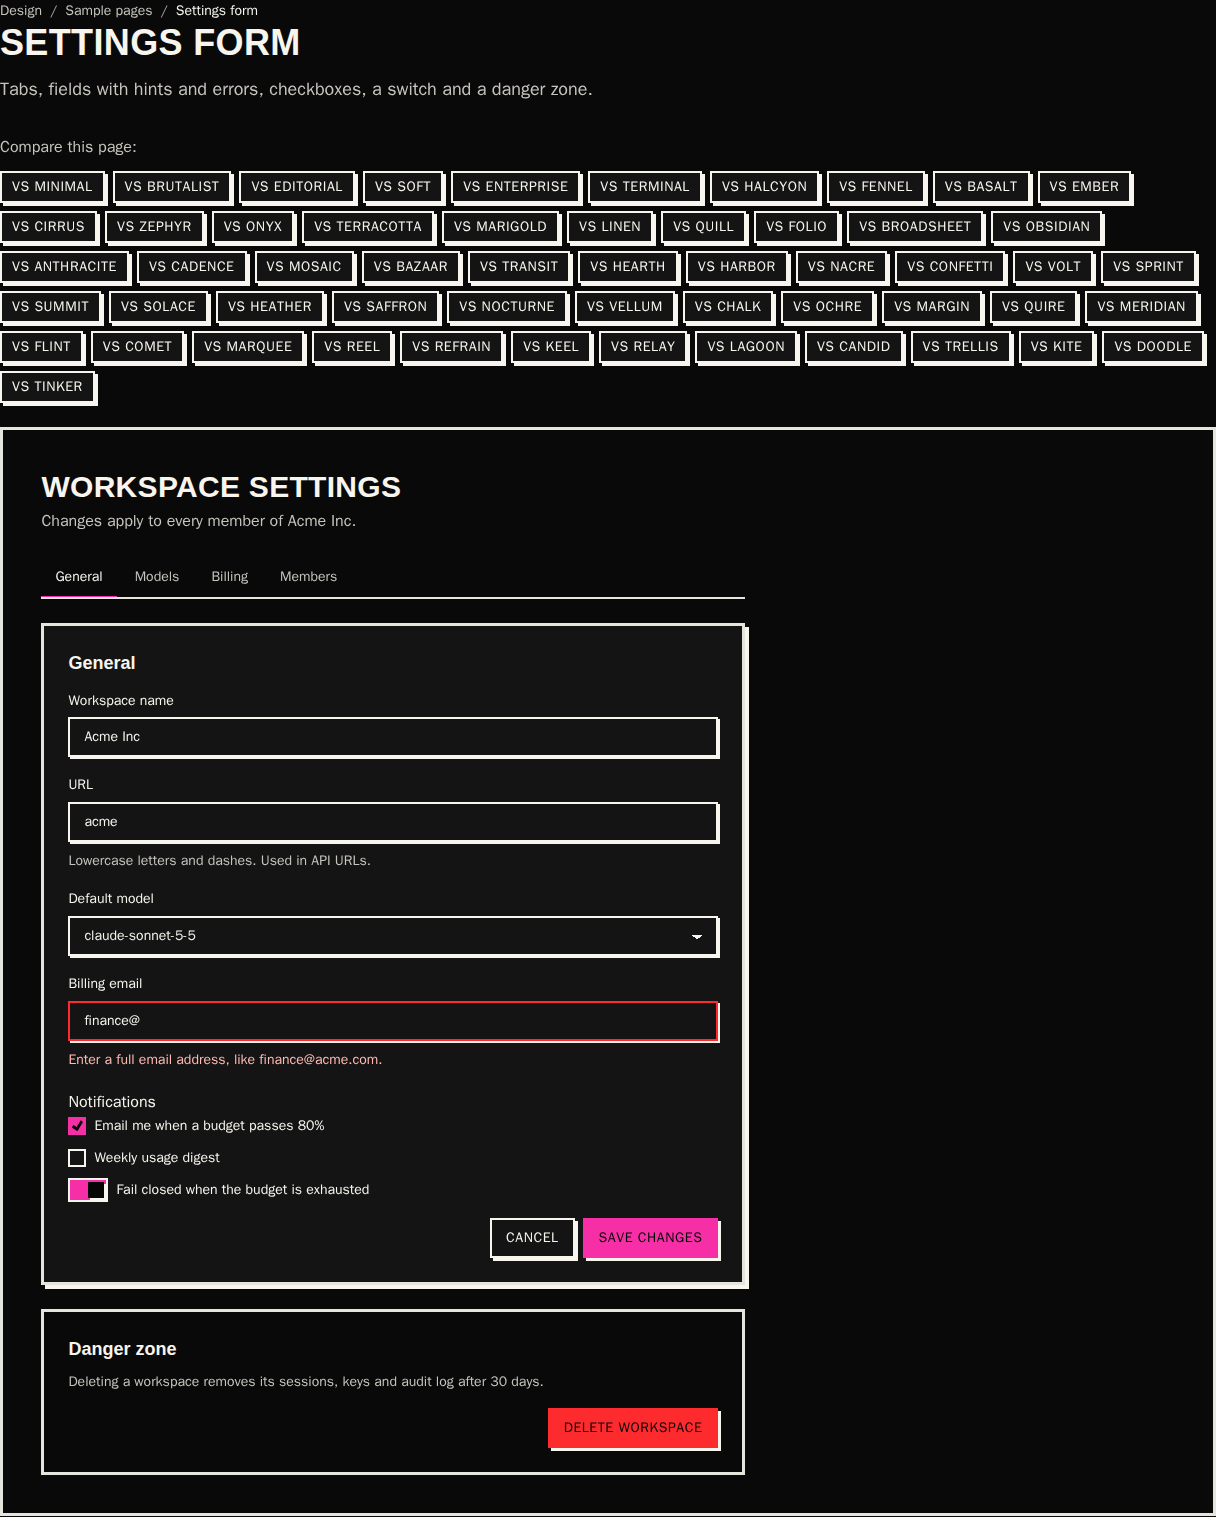 Design / Sample pages / Settings form
SETTINGS FORM
Tabs, fields with hints and errors, checkboxes, a switch and a danger zone.
Compare this page:
VS MINIMAL VS BRUTALIST VS EDITORIAL VS SOFT VS ENTERPRISE VS TERMINAL VS HALCYON VS FENNEL VS BASALT VS EMBER
VS CIRRUS VS ZEPHYR VS ONYX VS TERRACOTTA VS MARIGOLD VS LINEN VS QUILL VS FOLIO VS BROADSHEET VS OBSIDIAN
VS ANTHRACITE VS CADENCE VS MOSAIC VS BAZAAR VS TRANSIT VS HEARTH VS HARBOR VS NACRE VS CONFETTI VS VOLT VS SPRINT
VS SUMMIT VS SOLACE VS HEATHER VS SAFFRON VS NOCTURNE VS VELLUM VS CHALK VS OCHRE VS MARGIN VS QUIRE VS MERIDIAN
VS FLINT VS COMET VS MARQUEE VS REEL VS REFRAIN VS KEEL VS RELAY VS LAGOON VS CANDID VS TRELLIS VS KITE VS DOODLE
VS TINKER
WORKSPACE SETTINGS
Changes apply to every member of Acme Inc.
General Models Billing Members
General
Workspace name
Acme Inc
URL
acme
Lowercase letters and dashes. Used in API URLs.
Default model
claude-sonnet-5-5
Billing email
finance@
Enter a full email address, like finance@acme.com.
Notifications
Email me when a budget passes 80%
Weekly usage digest
Fail closed when the budget is exhausted
CANCEL SAVE CHANGES
Danger zone
Deleting a workspace removes its sessions, keys and audit log after 30 days.
DELETE WORKSPACE